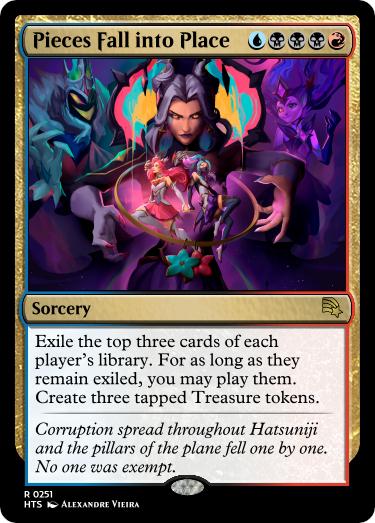 Pieces Fall into Place
Sorcery
Exile the top three cards of each
player's library. For as long as they
remain exiled, you may play them.
Create three tapped Treasure tokens.
Corruption spread throughout Hatsuniji
and the pillars of the plane fell one by one.
No one was exempt.
R 0251
HTS Alexandre Vieira